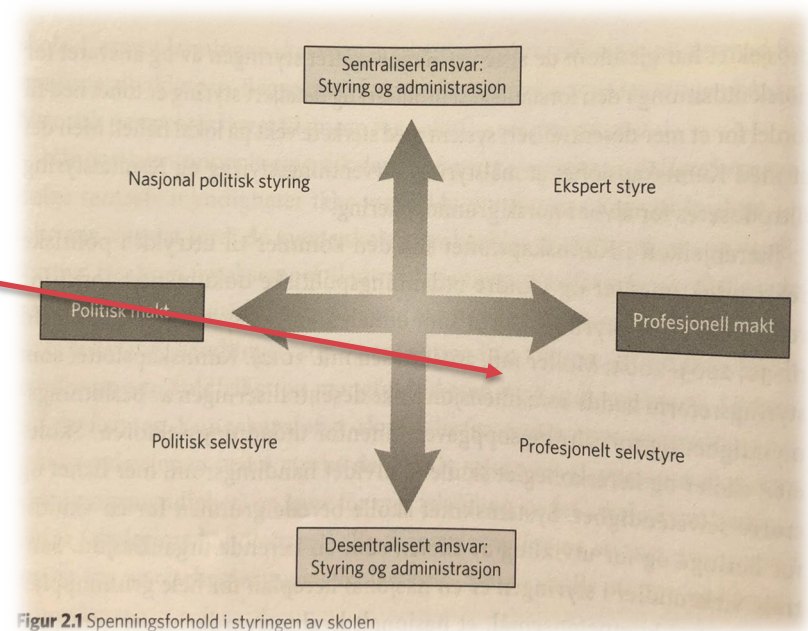 Sentralisert ansvar:
Styring og administrasjon
Nasjonal politisk styring
Ekspert styre
Politisk makt
Profesjonell makt
Politisk selvstyre
Profesjonelt selvstyre
Desentralisert ansvar:
Styring og administrasjon
Figur 2.1 Spenningsforhold i styringen av skolen